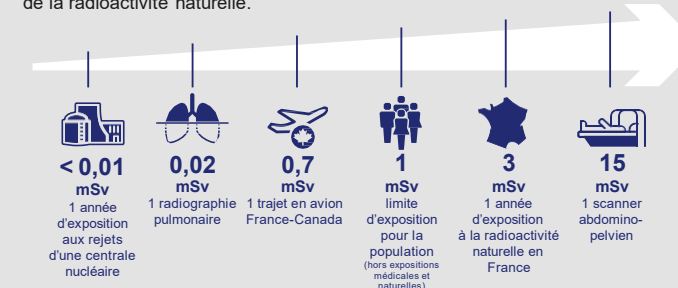 de la radioactivité naturelle.
< 0,01
mSv
1 année
d'exposition
aux rejets
d'une centrale
nucléaire
0,02
mSv
1 radiographie
pulmonaire
0,7
mSv
1 trajet en avion
France-Canada
1
mSv
limite
d'exposition
pour la
population
(hors expositions
médicales et
naturelles)
3
mSv
1 année
d'exposition
à la radioactivité
naturelle en
France
15
mSv
1 scanner
abdomino-
pelvien